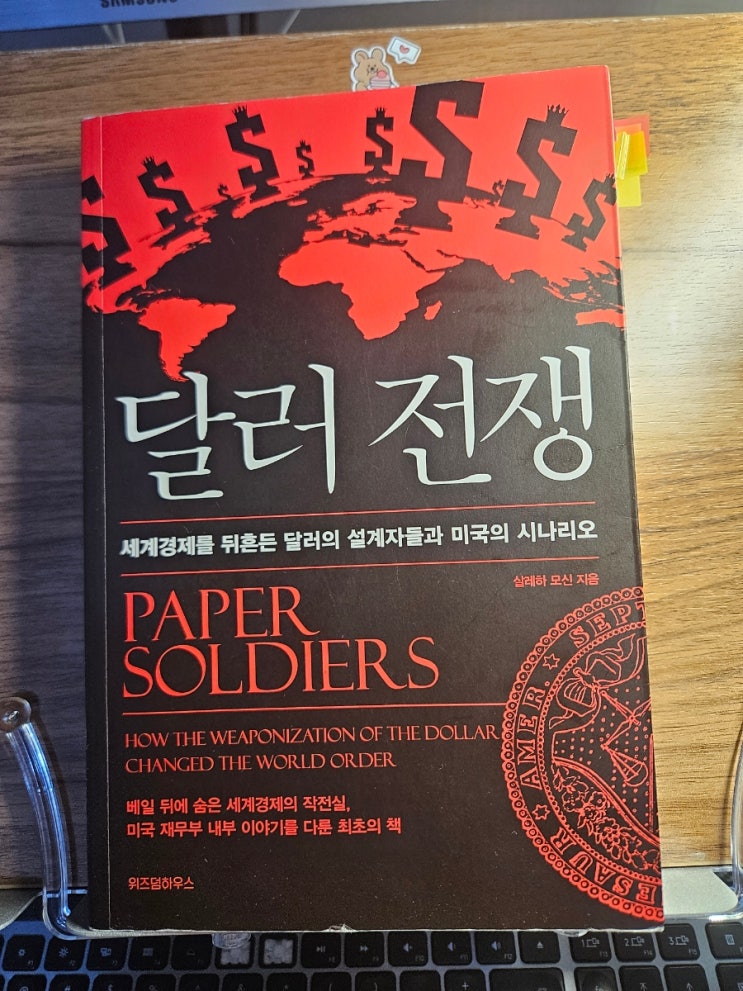 SAMSUNG
달러 전쟁
세계경제를 뒤흔든 달러의 설계자들과 미국의 시나리오
살레하 모신 지음
PAPER
SOLDIERS
HOW THE WEAPONIZATION OF THE DOLLAR
CHANGED THE WORLD ORDER
베일 뒤에 숨은 세계경제의 작전실,
미국 재무부 내부 이야기를 다룬 최초의 책
위즈덤하우스
ESAUR. AMER. SEPT